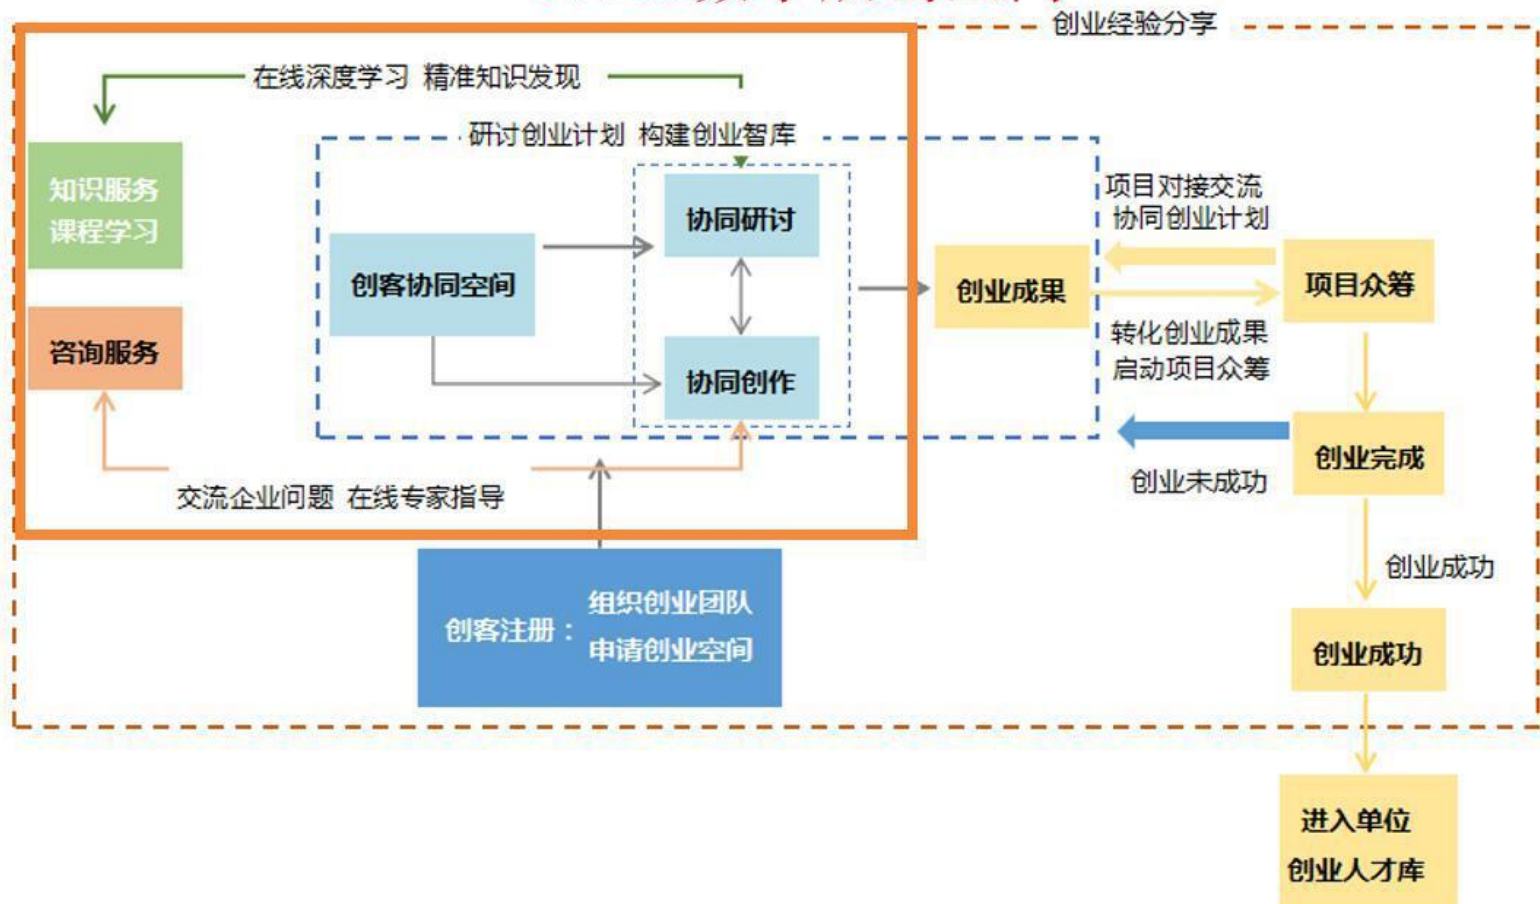 创业经验分享
在线深度学习 精准知识发现
研讨创业计划 构建创业智库
知识服务
课程学习
协同研讨
项目对接交流
协同创业计划
创客协同空间
创业成果
项目众筹
咨询服务
协同创作
转化创业成果
启动项目众筹
创业完成
创业未成功
交流企业问题 在线专家指导
创业成功
创客注册：
组织创业团队
申请创业空间
创业成功
进入单位
创业人才库